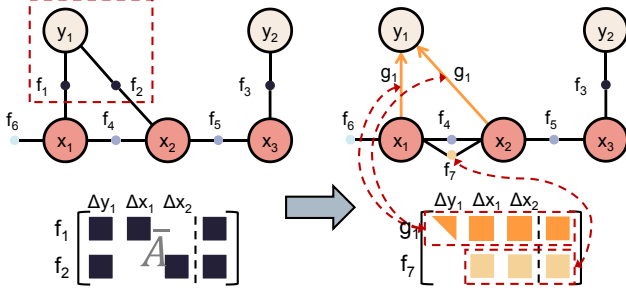 y₁ y₂ y₁ y₂
f₁ f₂ f₃ g₁ g₁ f₃
f₆ f₄ f₅ f₆ f₄ f₅
x₁ x₂ x₃ x₁ x₂ x₃
f₇
Δy₁ Δx₁ Δx₂ Δy₁ Δx₁ Δx₂
f₁ g₁
Ā
f₂ f₇